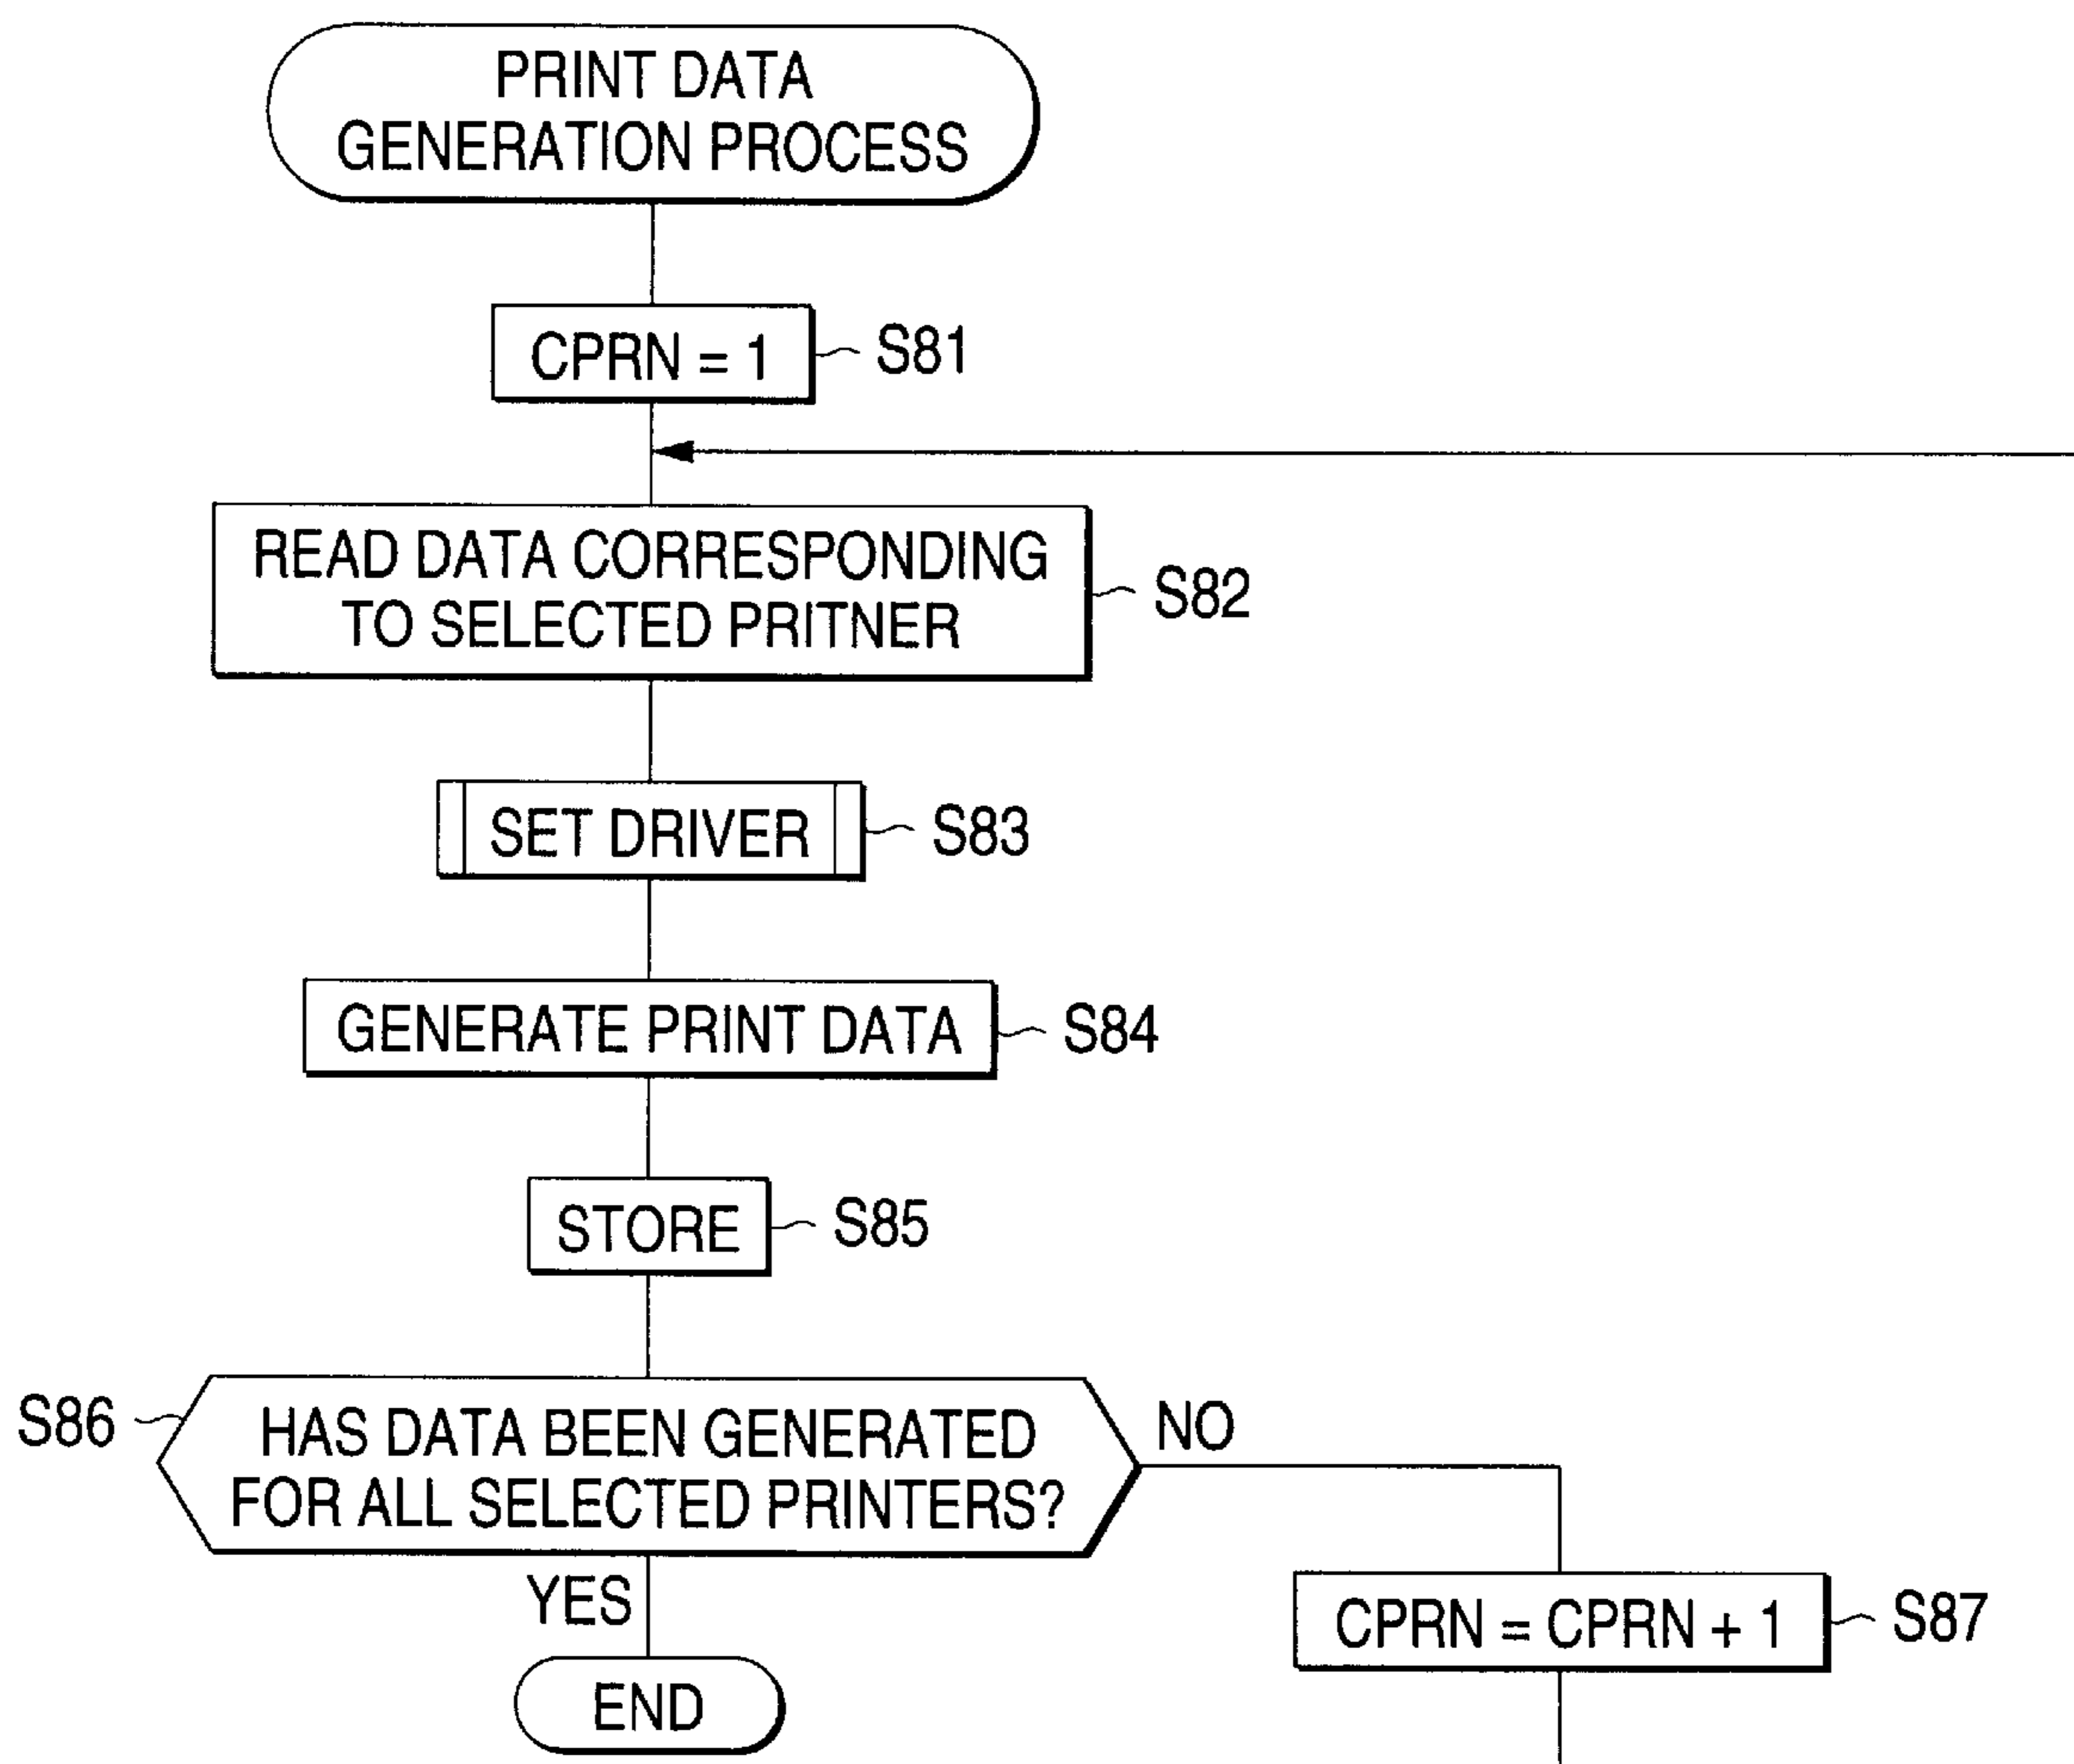 PRINT DATA
GENERATION PROCESS
CPRN = 1
S81
READ DATA CORRESPONDING
TO SELECTED PRITNER
S82
SET DRIVER
S83
GENERATE PRINT DATA
S84
STORE
S85
S86
HAS DATA BEEN GENERATED
FOR ALL SELECTED PRINTERS?
NO
YES
CPRN = CPRN + 1
S87
END